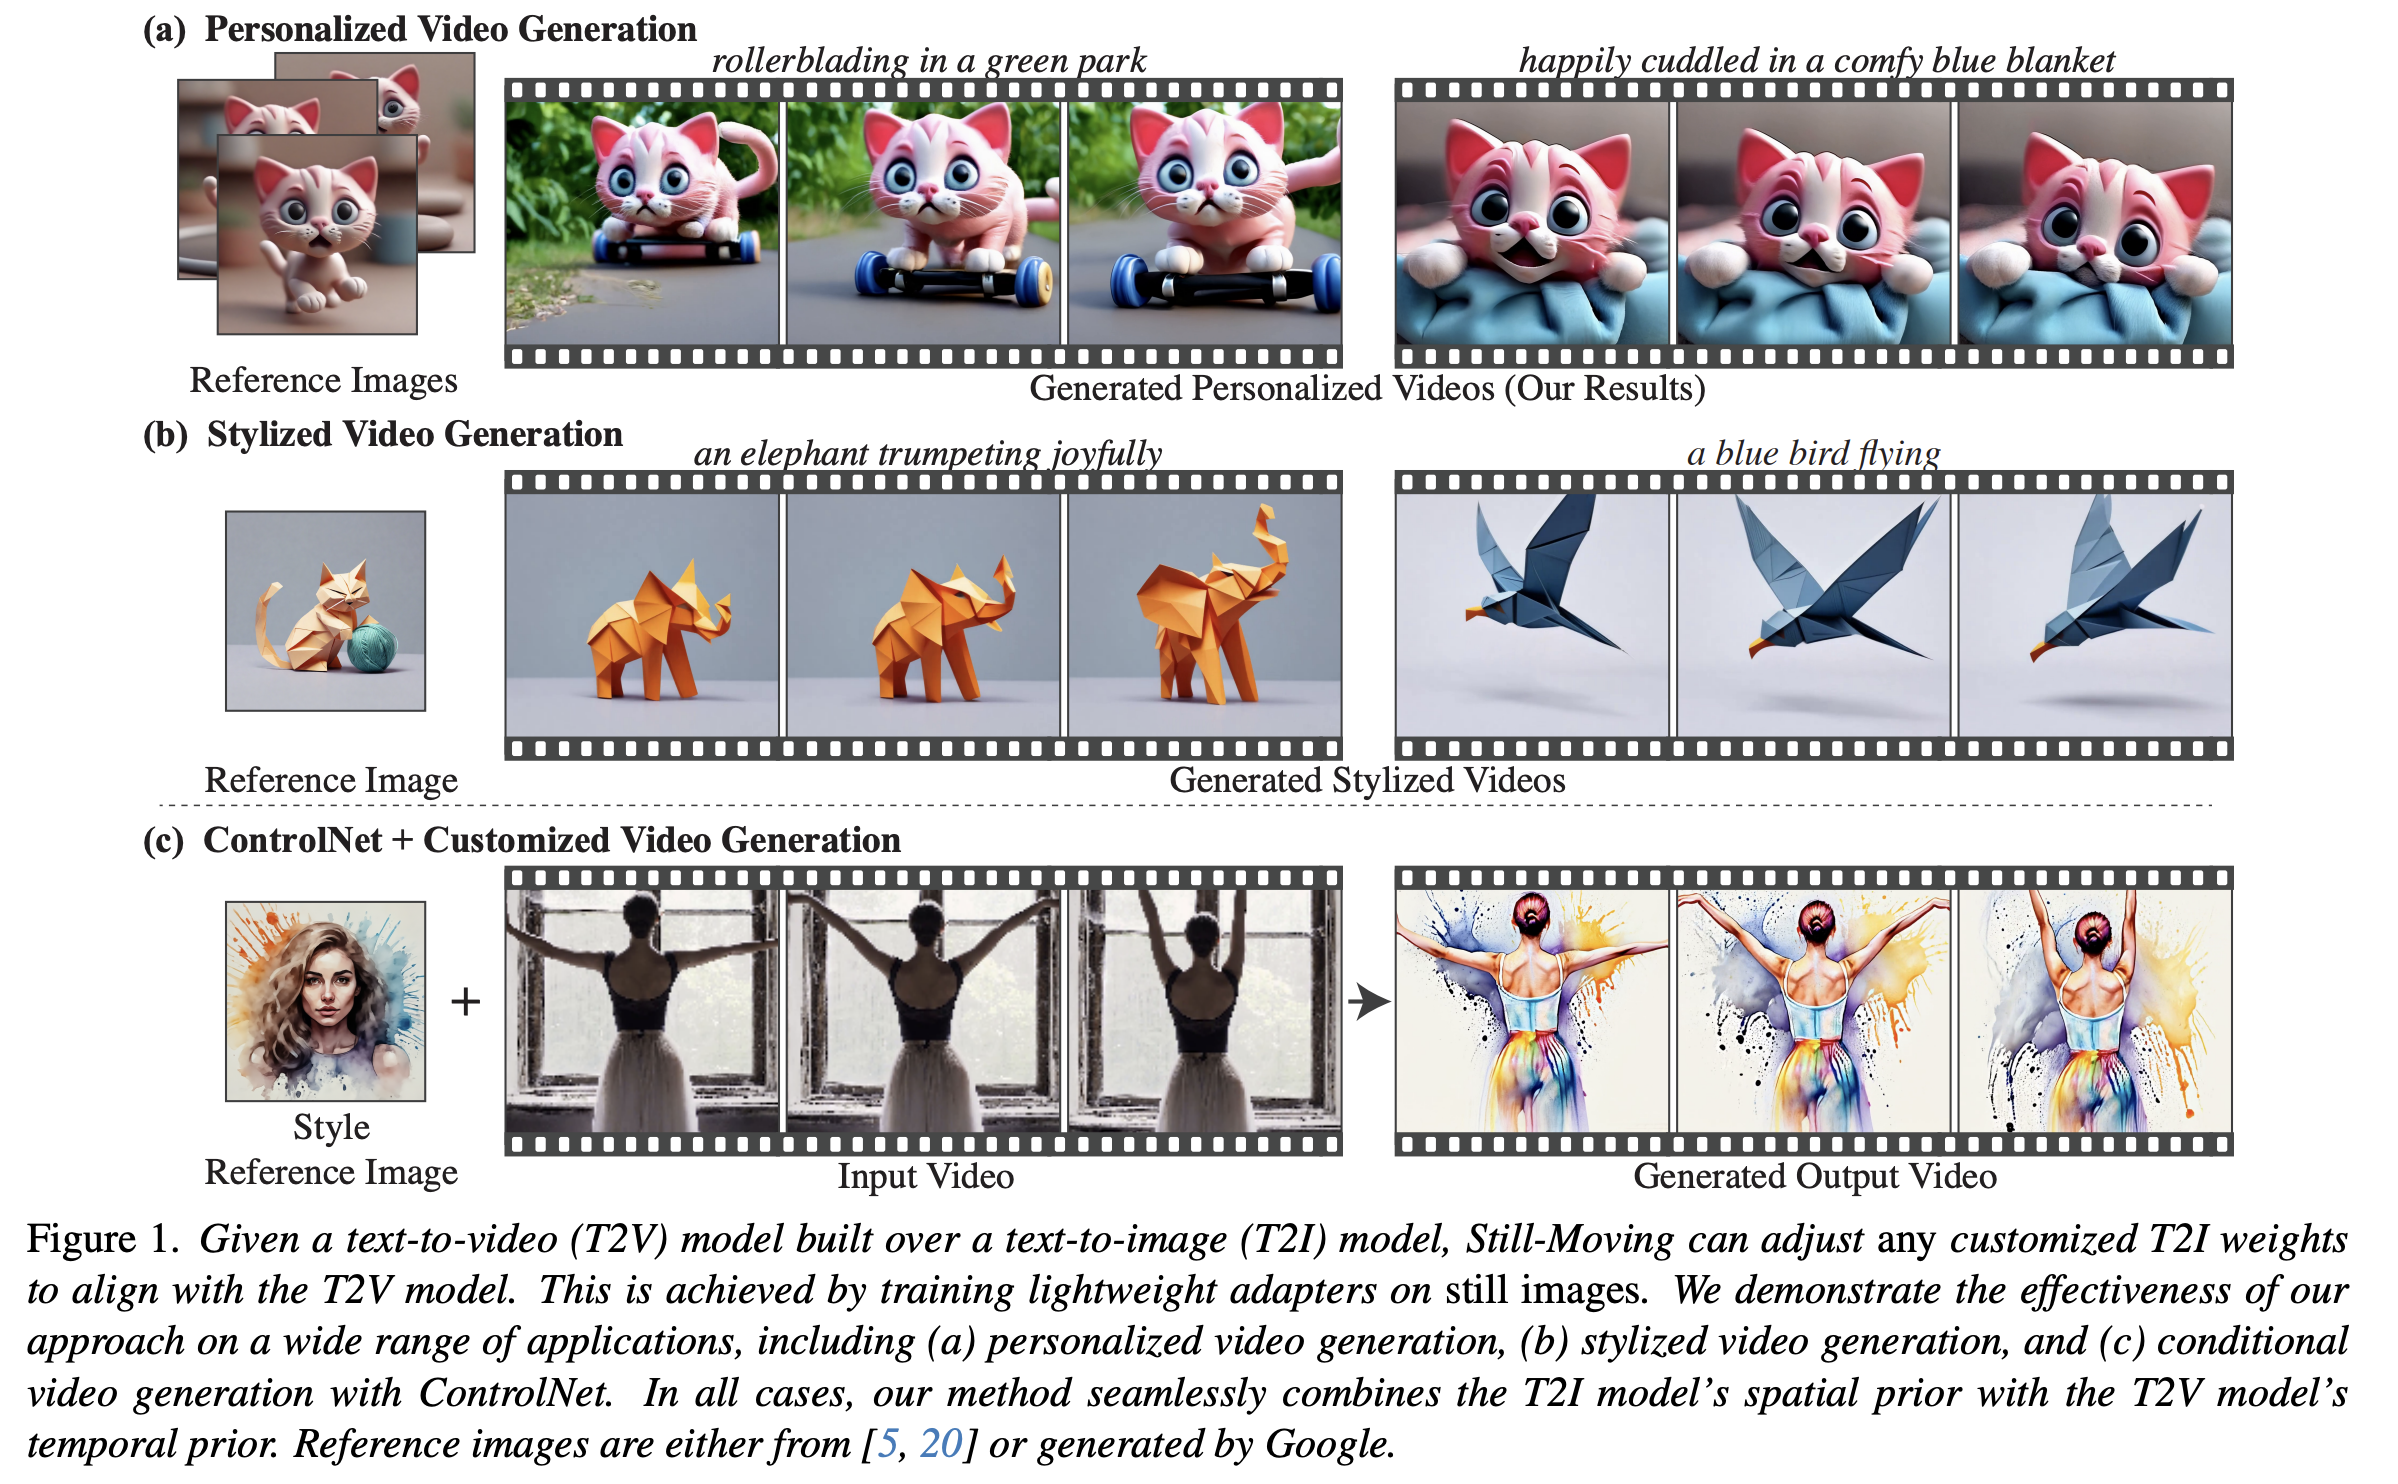 (a) Personalized Video Generation
rollerblading in a green park
happily cuddled in a comfy blue blanket
Reference Images
Generated Personalized Videos (Our Results)
(b) Stylized Video Generation
an elephant trumpeting joyfully
a blue bird flying
Reference Image
Generated Stylized Videos
(c) ControlNet + Customized Video Generation
+
Style
Reference Image
Input Video
Generated Output Video
Figure 1. Given a text-to-video (T2V) model built over a text-to-image (T2I) model, Still-Moving can adjust any customized T2I weights
to align with the T2V model. This is achieved by training lightweight adapters on still images. We demonstrate the effectiveness of our
approach on a wide range of applications, including (a) personalized video generation, (b) stylized video generation, and (c) conditional
video generation with ControlNet. In all cases, our method seamlessly combines the T2I model's spatial prior with the T2V model's
temporal prior. Reference images are either from [5, 20] or generated by Google.